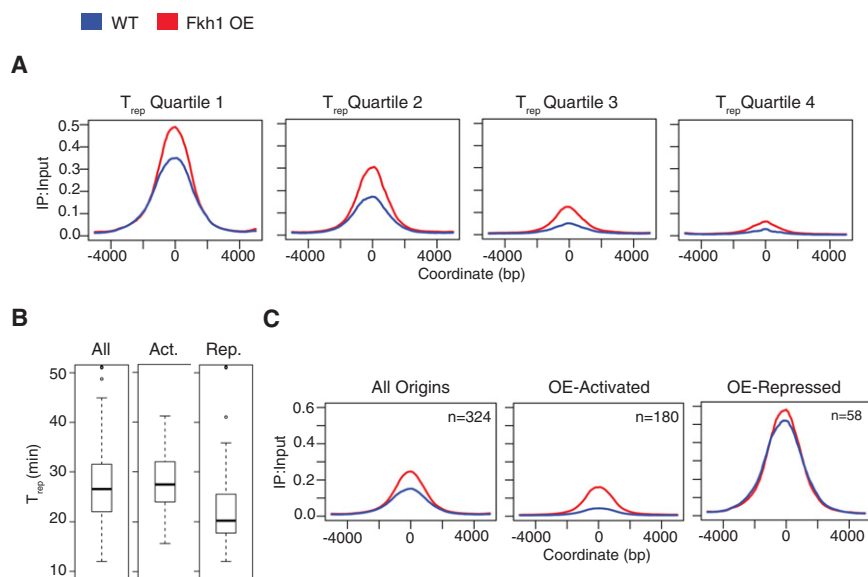 WT
Fkh1 OE
A
Trep Quartile 1
Trep Quartile 2
Trep Quartile 3
Trep Quartile 4
IP:Input
0.5
0.4
0.3
0.2
0.1
0.0
-4000 0 4000
-4000 0 4000
-4000 0 4000
-4000 0 4000
Coordinate (bp)
B
All
Act.
Rep.
Trep (min)
50
40
30
20
10
C
All Origins
OE-Activated
OE-Repressed
n=324
n=180
n=58
IP:Input
0.6
0.4
0.2
0.0
-4000 0 4000
-4000 0 4000
-4000 0 4000
Coordinate (bp)